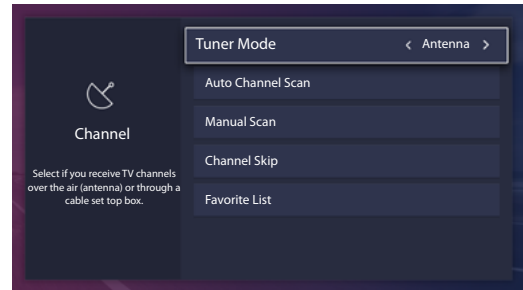 Tuner Mode
Antenna
Auto Channel Scan
Manual Scan
Channel Skip
Favorite List
Channel
Select if you receive TV channels
over the air (antenna) or through a
cable set top box.